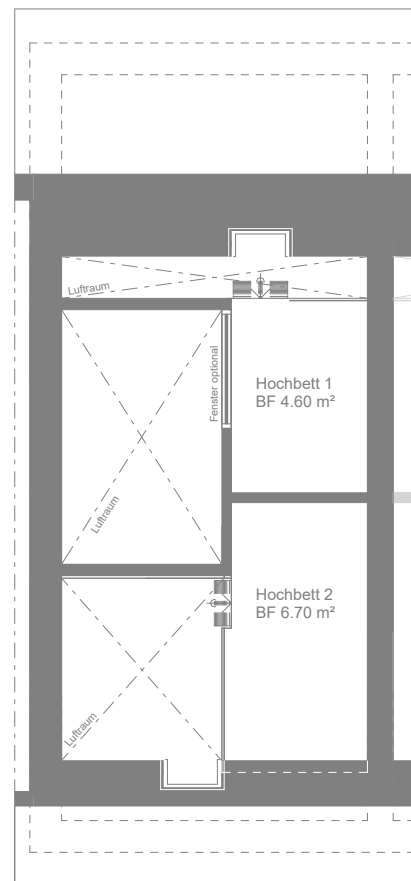 Luftraum
Fenster optional
Hochbett 1
BF 4.60 m²
Luftraum
Hochbett 2
BF 6.70 m²
Luftraum